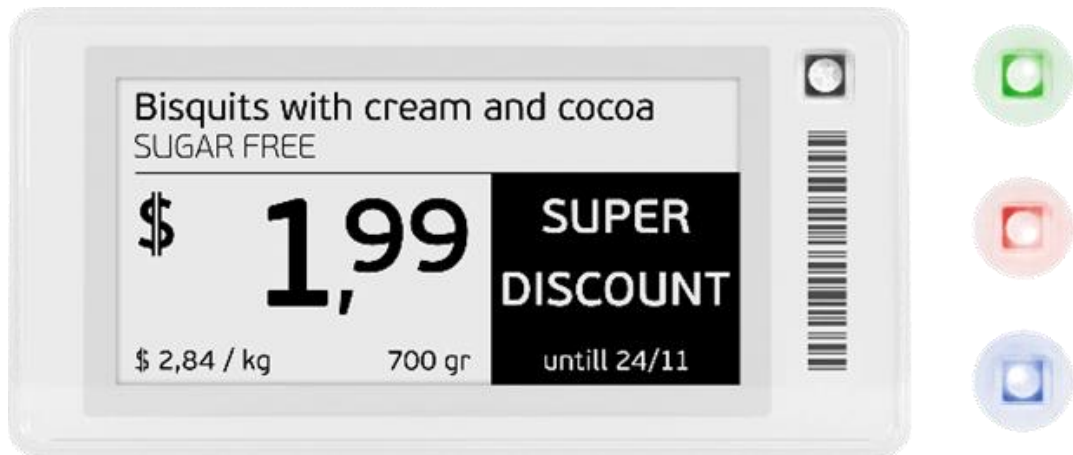 Bisquits with cream and cocoa
SUGAR FREE
$ 1,99
$ 2,84 / kg
700 gr
SUPER
DISCOUNT
untill 24/11